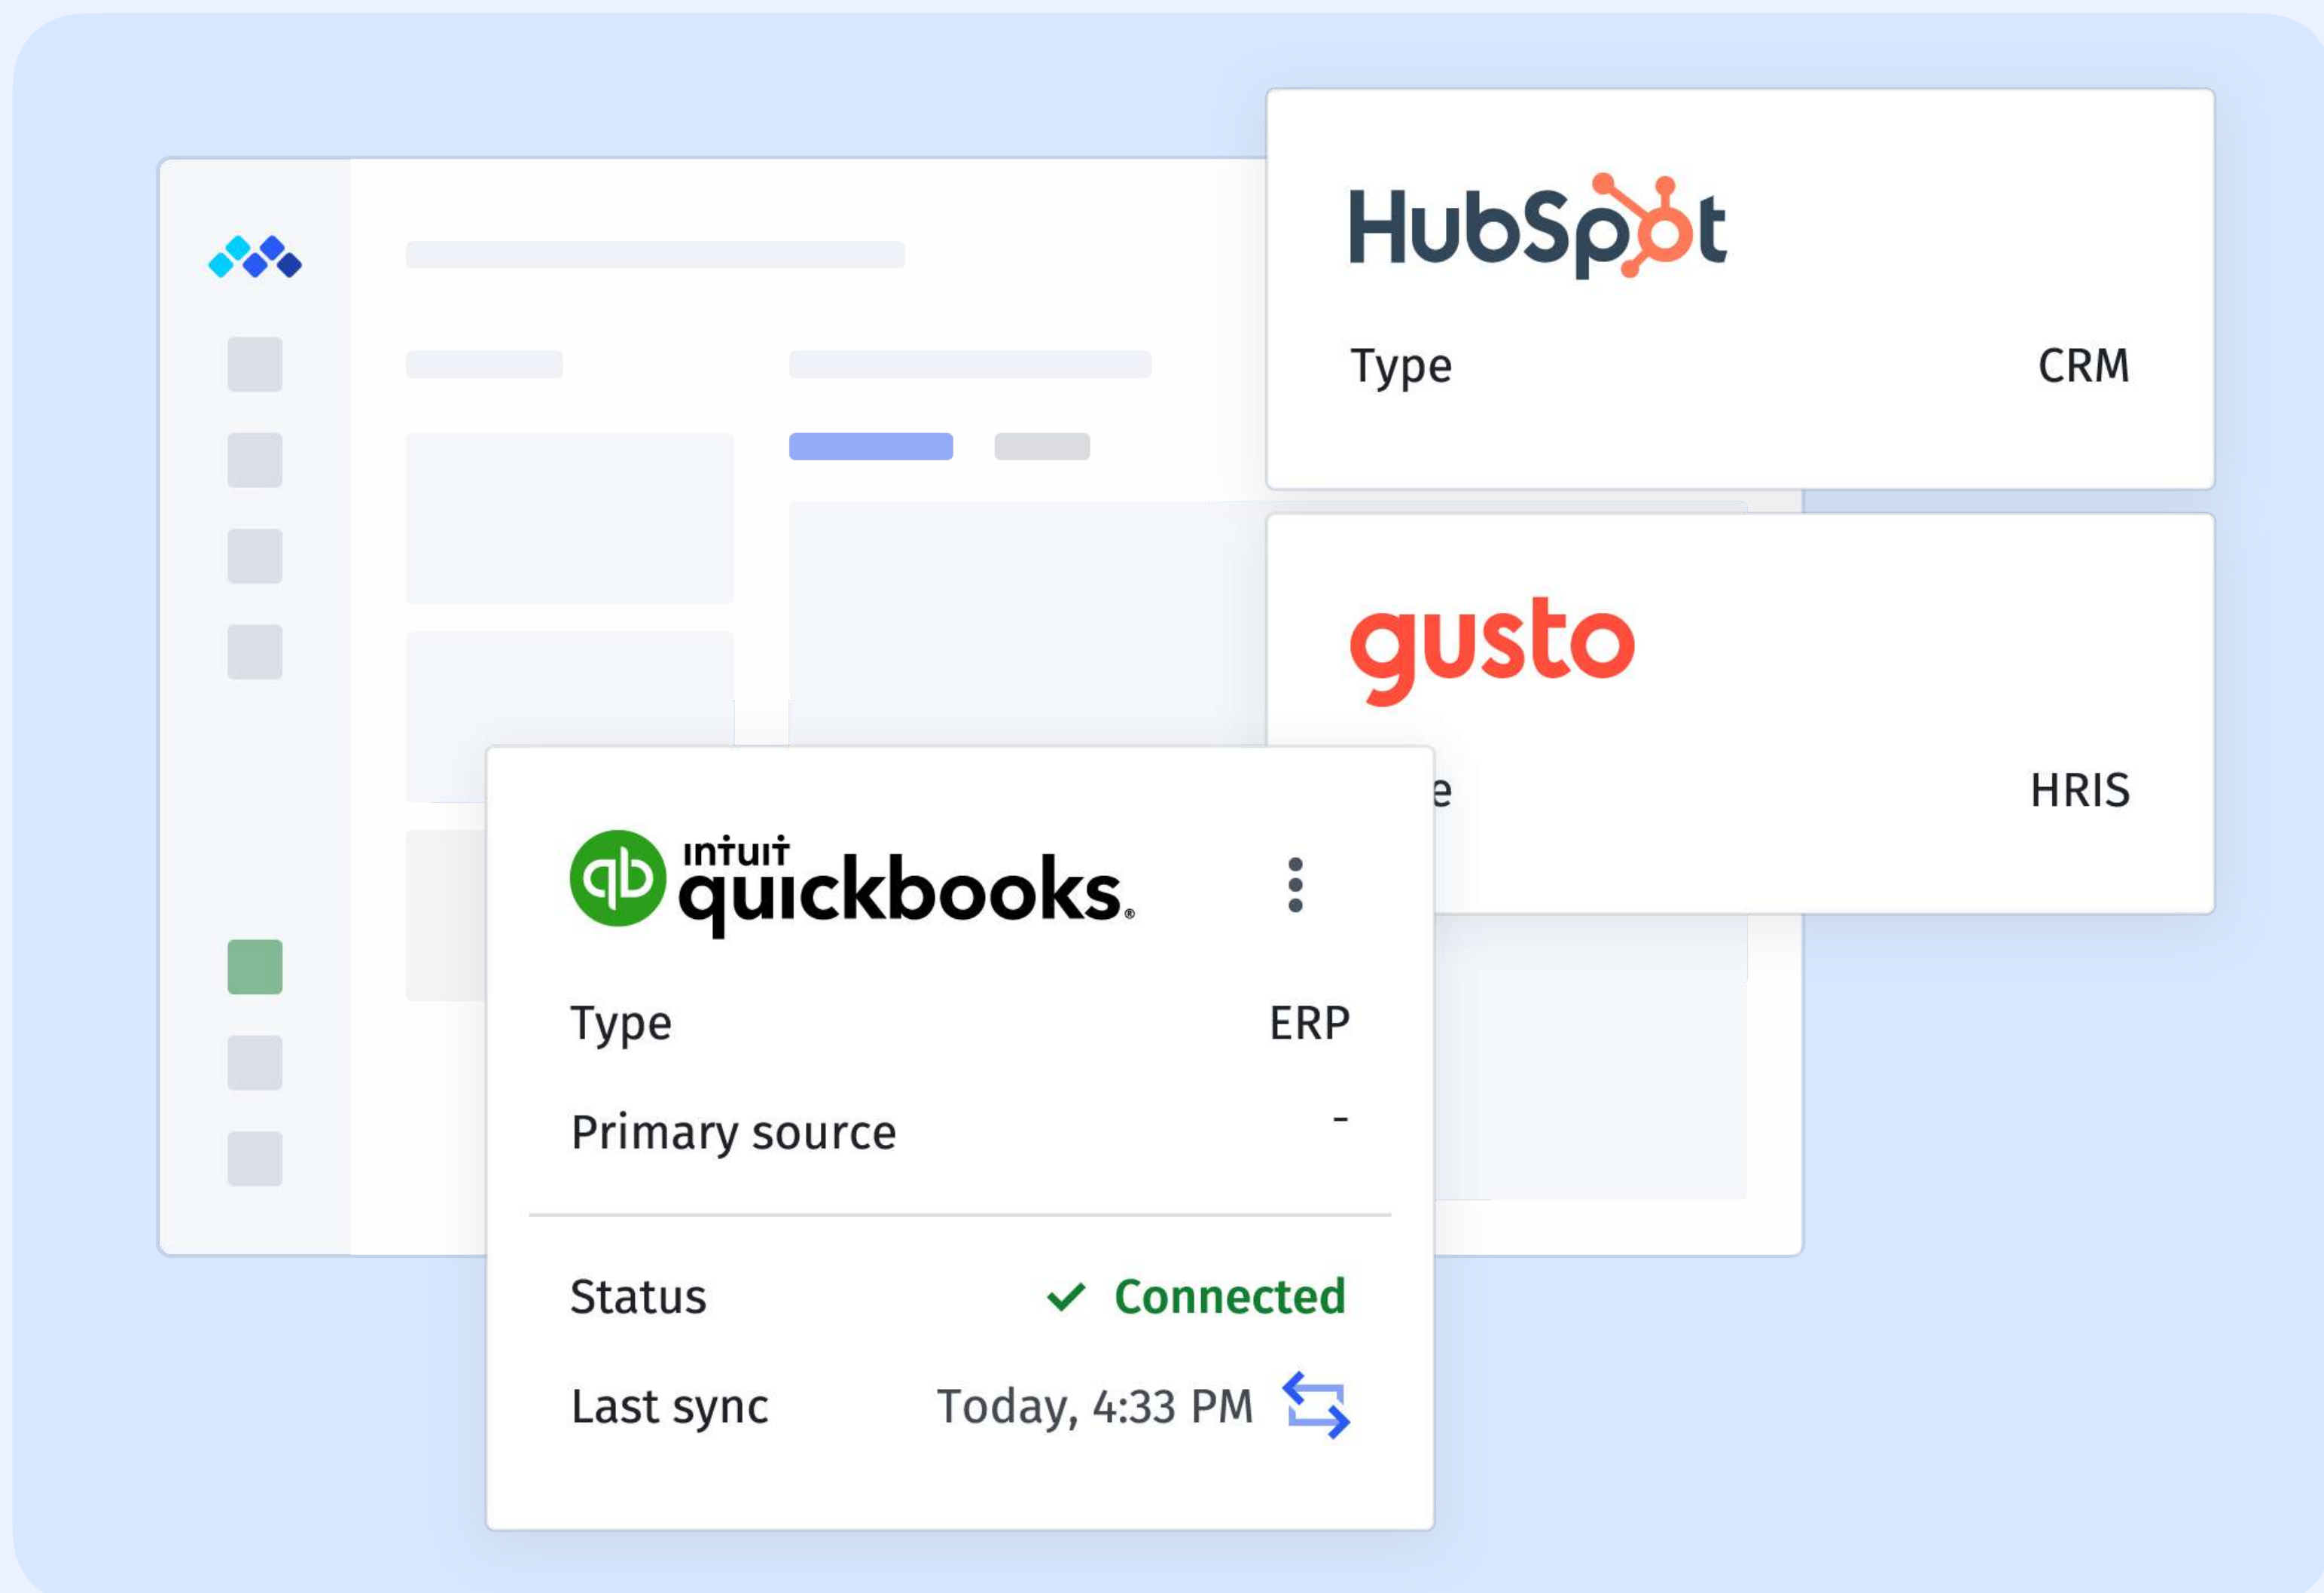 HubSpot
Type CRM
gusto
e HRIS
intuit
quickbooks®
Type ERP
Primary source -
Status Connected
Last sync Today, 4:33 PM